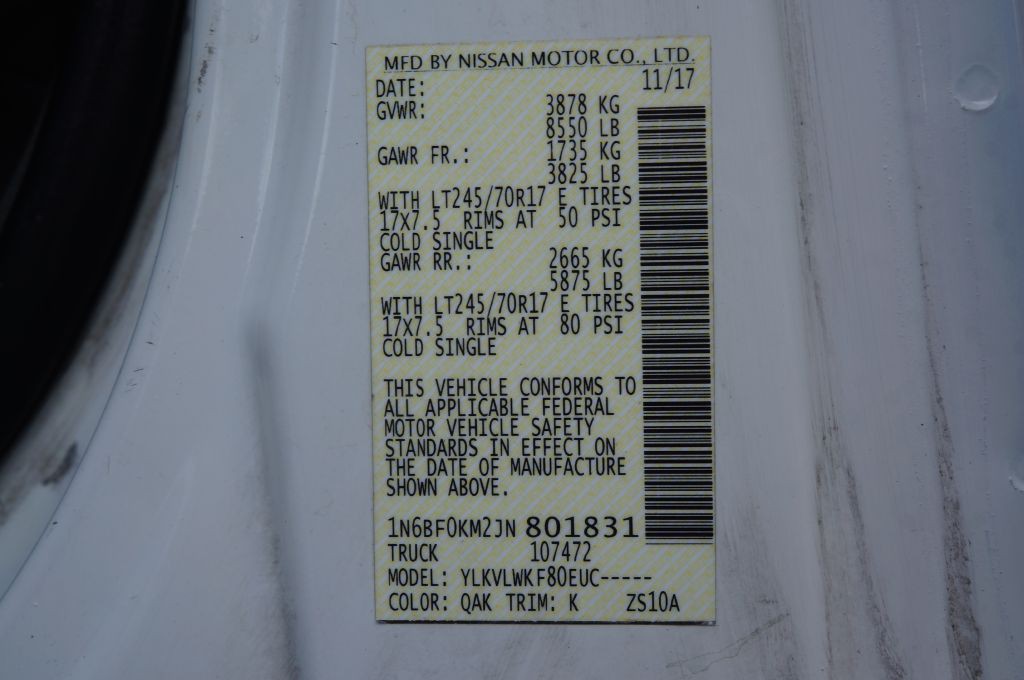 MFD BY NISSAN MOTOR CO., LTD.
DATE: 11/17
GVWR: 3878 KG
8550 LB
GAWR FR.: 1735 KG
3825 LB
WITH LT245/70R17 E TIRES
17X7.5 RIMS AT 50 PSI
COLD SINGLE
GAWR RR.: 2665 KG
5875 LB
WITH LT245/70R17 E TIRES
17X7.5 RIMS AT 80 PSI
COLD SINGLE
THIS VEHICLE CONFORMS TO
ALL APPLICABLE FEDERAL
MOTOR VEHICLE SAFETY
STANDARDS IN EFFECT ON
THE DATE OF MANUFACTURE
SHOWN ABOVE.
1N6BF0KM2JN 801831
TRUCK 107472
MODEL: YLKVLWKF80EUC-----
COLOR: QAK TRIM: K ZS10A